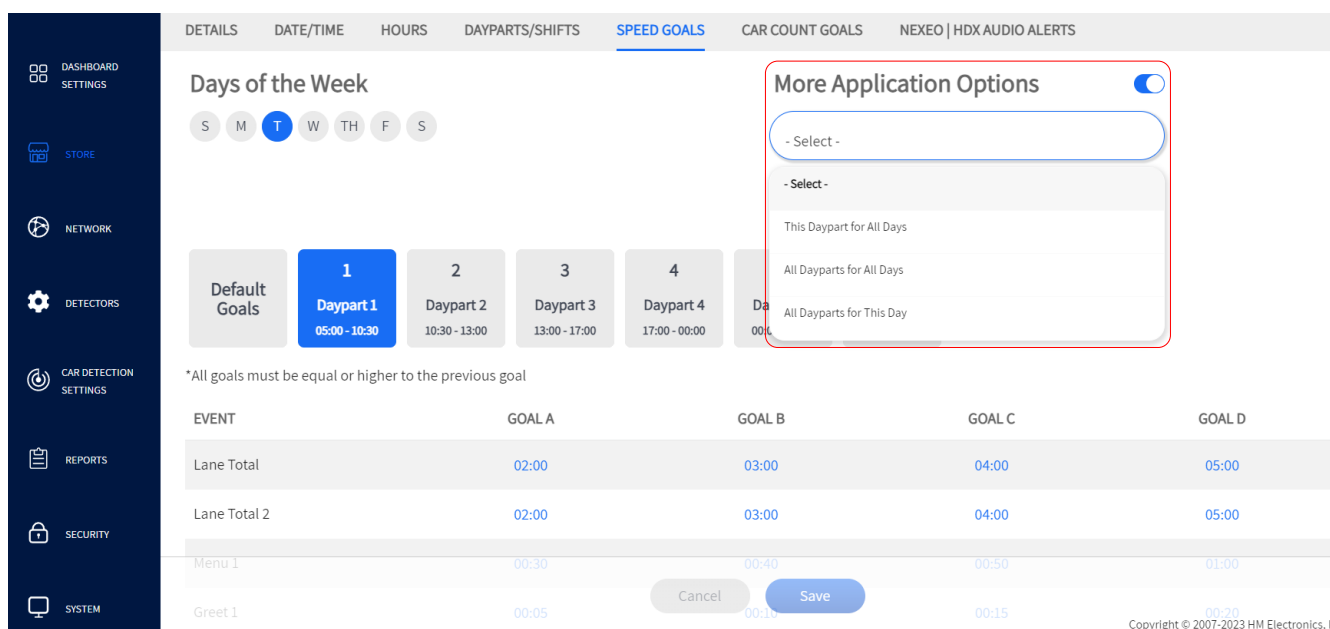 DETAILS DATE/TIME HOURS DAYPARTS/SHIFTS SPEED GOALS CAR COUNT GOALS NEXEO | HDX AUDIO ALERTS
DASHBOARD
SETTINGS
STORE
NETWORK
DETECTORS
CAR DETECTION
SETTINGS
REPORTS
SECURITY
SYSTEM
Days of the Week
S M T W TH F S
More Application Options
- Select -
- Select -
This Daypart for All Days
All Dayparts for All Days
All Dayparts for This Day
Default
Goals
1
Daypart 1
05:00 - 10:30
2
Daypart 2
10:30 - 13:00
3
Daypart 3
13:00 - 17:00
4
Daypart 4
17:00 - 00:00
*All goals must be equal or higher to the previous goal
EVENT GOAL A GOAL B GOAL C GOAL D
Lane Total 02:00 03:00 04:00 05:00
Lane Total 2 02:00 03:00 04:00 05:00
Menu 1 00:30 00:40 00:50 01:00
Greet 1 00:05 00:10 00:15 00:20
Cancel Save
Copyright © 2007-2023 HM Electronics,